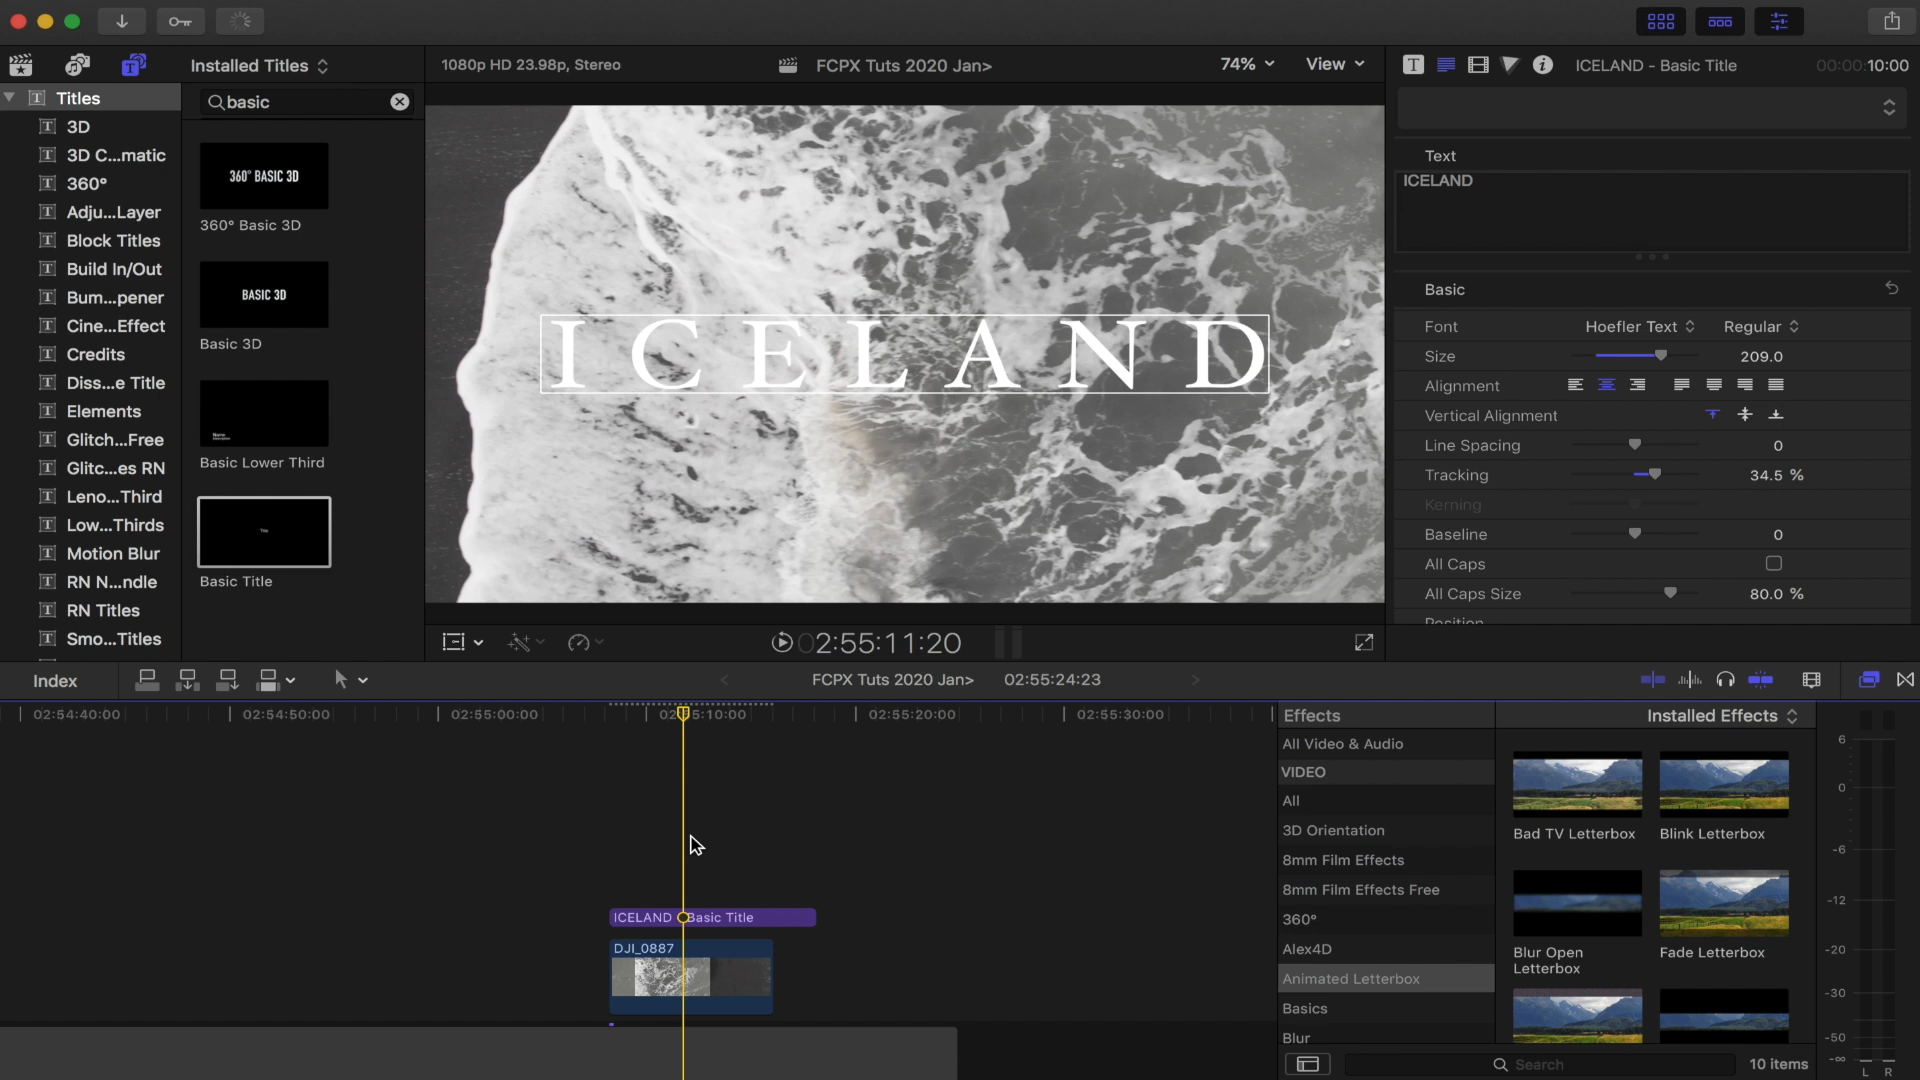 Installed Titles
1080p HD 23.98p, Stereo
FCPX Tuts 2020 Jan>
74%
View
ICELAND - Basic Title
00:00:10:00
Titles
3D
3D C...matic
360°
Adju...Layer
Block Titles
Build In/Out
Bum...pener
Cine...Effect
Credits
Diss...e Title
Elements
Glitch...Free
Glitc...es RN
Leno...Third
Low...Thirds
Motion Blur
RN N...ndle
RN Titles
Smo...Titles
basic
360° BASIC 3D
360° Basic 3D
BASIC 3D
Basic 3D
Name
Basic Lower Third
Title
Basic Title
ICELAND
Text
ICELAND
Basic
Font
Hoefler Text
Regular
Size
209.0
Alignment
Vertical Alignment
Line Spacing
0
Tracking
34.5 %
Kerning
Baseline
0
All Caps
All Caps Size
80.0 %
Position
02:55:11:20
Index
FCPX Tuts 2020 Jan>
02:55:24:23
02:54:40:00
02:54:50:00
02:55:00:00
02:55:10:00
02:55:20:00
02:55:30:00
ICELAND - Basic Title
DJI_0887
Effects
Installed Effects
All Video & Audio
VIDEO
All
3D Orientation
8mm Film Effects
8mm Film Effects Free
360°
Alex4D
Animated Letterbox
Basics
Blur
Bad TV Letterbox
Blink Letterbox
Blur Open
Letterbox
Fade Letterbox
Search
10 items
6
0
-6
-12
-20
-30
-50
-∞
L R